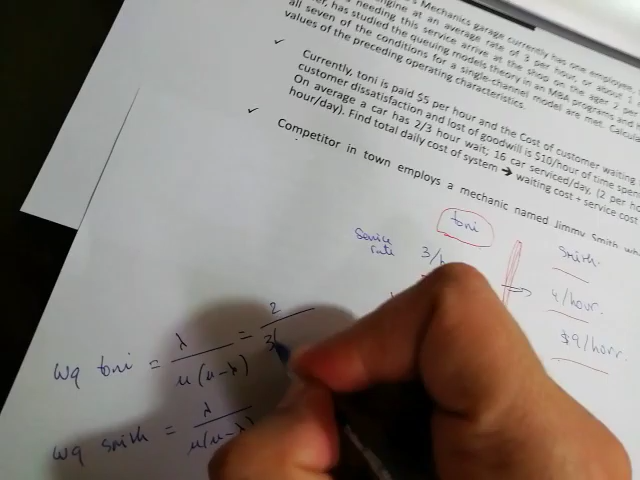 's Mechanics garage currently has one employee,
engine at an average rate of 3 per hour, or about 1
needing this service arrive at the shop on the
has studied the queuing models theory in an MBA programs and
all seven of the conditions for a single-channel model are met. Calcula
values of the preceding operating characteristics.
✓ Currently, toni is paid $5 per hour and the Cost of customer waiting
customer dissatisfaction and lost of goodwill is $10/hour of time spen
On average a car has 2/3 hour wait; 16 car serviced/day, (2 per ho
hour/day). Find total daily cost of system → waiting cost + service cost
✓ Competitor in town employs a mechanic named Jimmy Smith wh
toni
Smith.
Service rate 3/h
4/hour.
$9/hour.
wq toni = λ/μ(μ-λ) = 2/3(
wq smith = λ/μ(μ-λ)